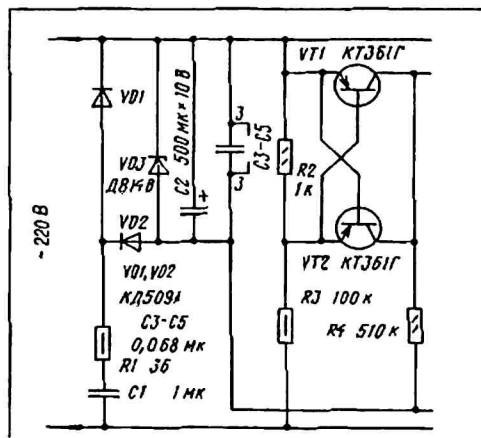 VT1 КТ361Г
VD1
VD3
Д814В
C2 500 мк × 10 В
+
3
3
C3-C5
R2
1к
~ 220 В
VD2
VD1, VD2
КД509А
C3-C5
0,068 мк
R1 36
C1 1 мк
VT2 КТ361Г
R3 100 к
R4 510 к